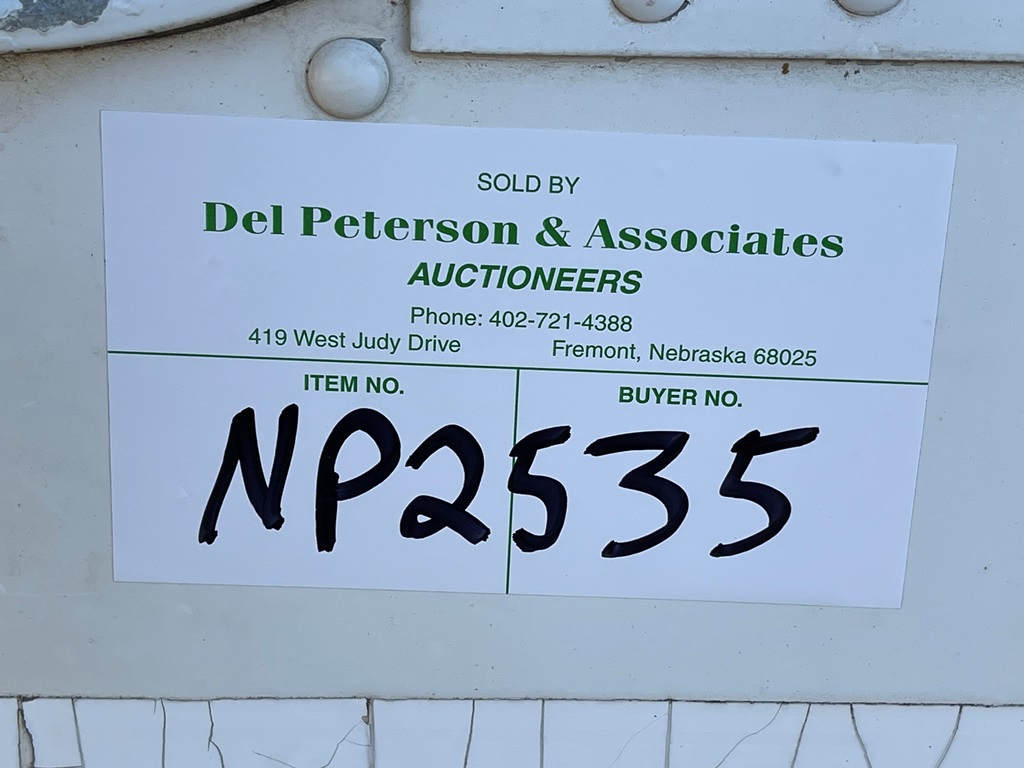 SOLD BY
Del Peterson & Associates
AUCTIONEERS
Phone: 402-721-4388
419 West Judy Drive Fremont, Nebraska 68025
ITEM NO. BUYER NO.
NP2535